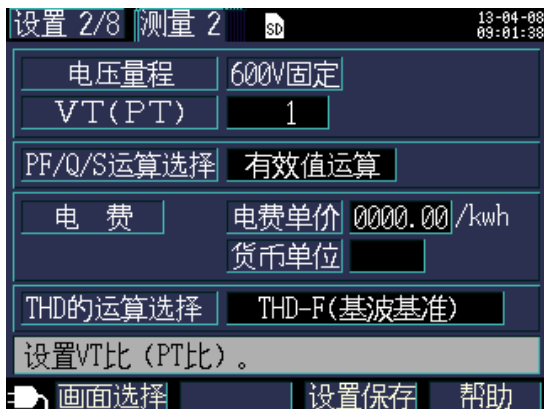 设置 2/8 测量 2 SD 13-04-08
09:01:38
电压量程 600V固定
VT(PT) 1
PF/Q/S运算选择 有效值运算
电 费 电费单价 0000.00 /kwh
货币单位
THD的运算选择 THD-F(基波基准)
设置VT比（PT比）。
画面选择 设置保存 帮助